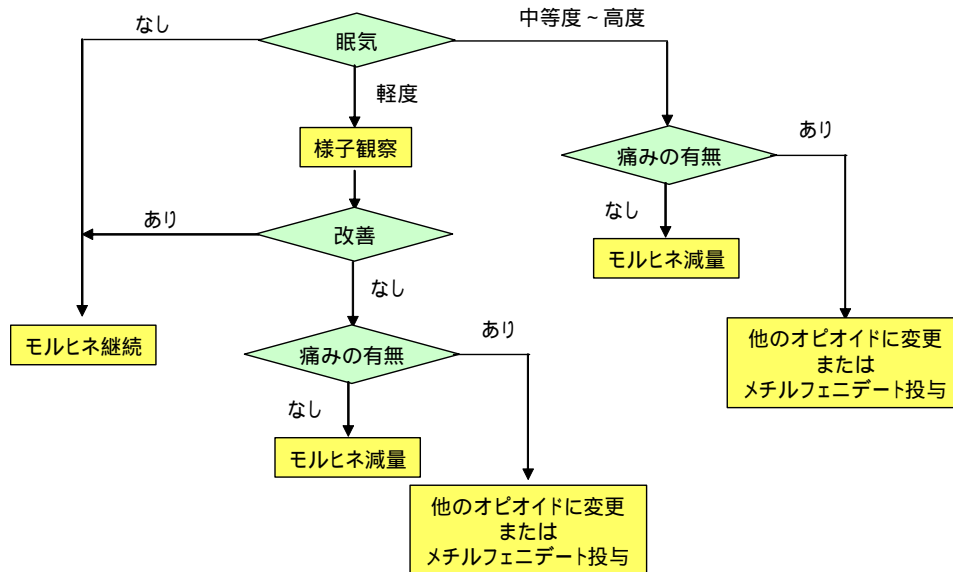 なし
眠気
中等度～高度
軽度
様子観察
痛みの有無
あり
なし
あり
改善
モルヒネ減量
なし
モルヒネ継続
痛みの有無
あり
他のオピオイドに変更
または
メチルフェニデート投与
なし
モルヒネ減量
他のオピオイドに変更
または
メチルフェニデート投与